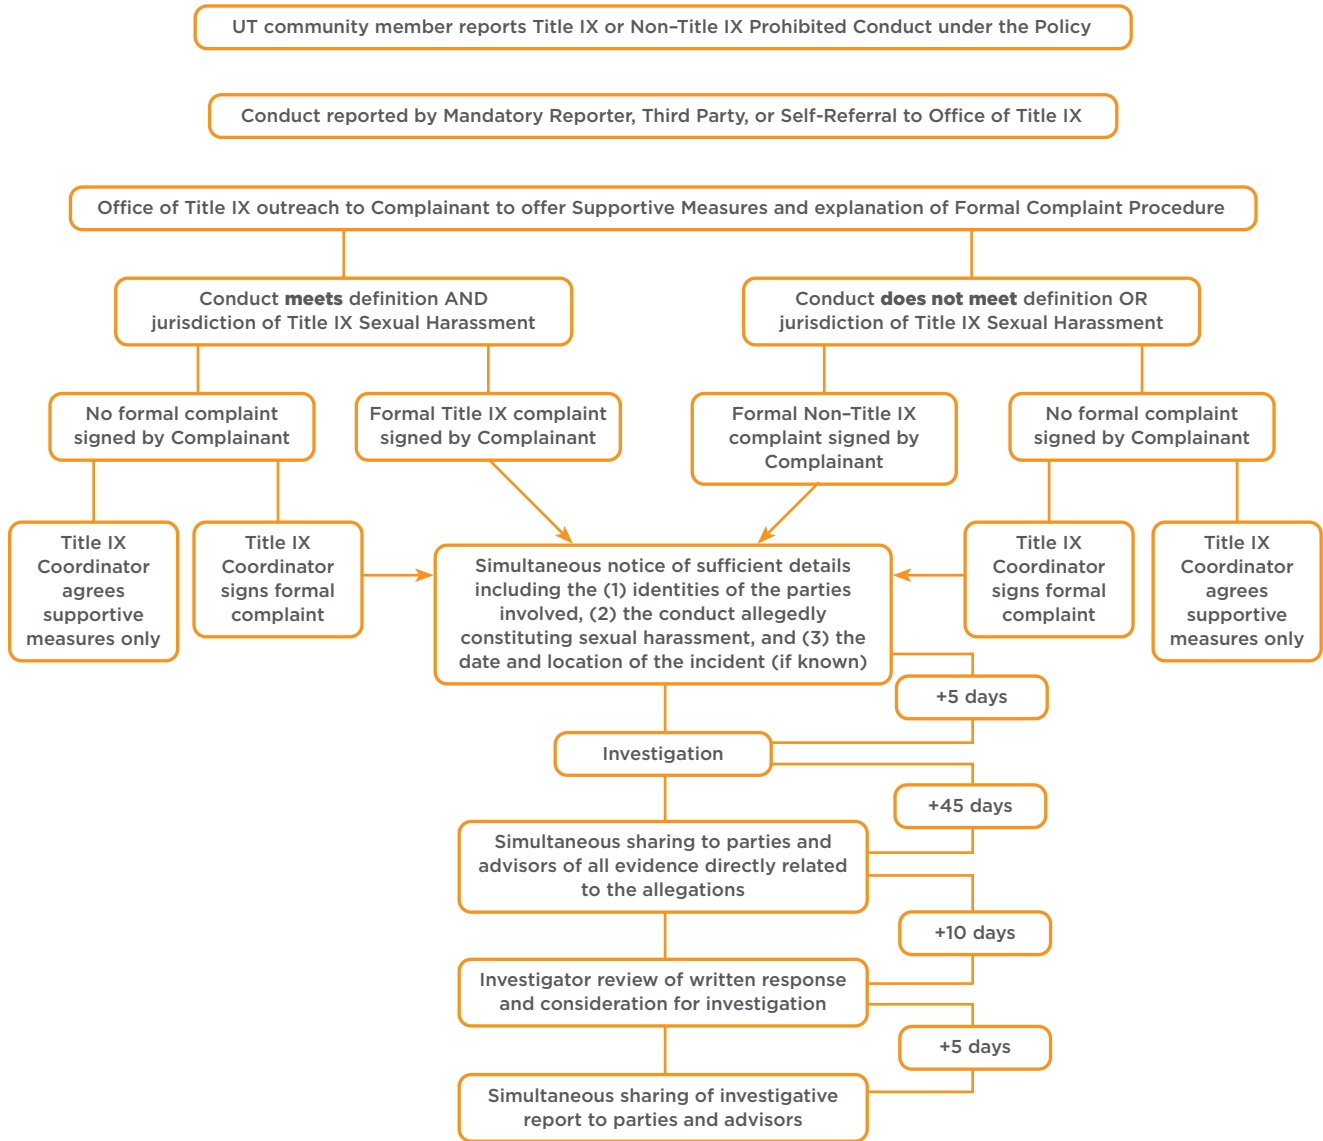 UT community member reports Title IX or Non–Title IX Prohibited Conduct under the Policy
Conduct reported by Mandatory Reporter, Third Party, or Self-Referral to Office of Title IX
Office of Title IX outreach to Complainant to offer Supportive Measures and explanation of Formal Complaint Procedure
Conduct meets definition AND
jurisdiction of Title IX Sexual Harassment
Conduct does not meet definition OR
jurisdiction of Title IX Sexual Harassment
No formal complaint
signed by Complainant
Formal Title IX complaint
signed by Complainant
Formal Non–Title IX
complaint signed by
Complainant
No formal complaint
signed by Complainant
Title IX
Coordinator
agrees
supportive
measures only
Title IX
Coordinator
signs formal
complaint
Simultaneous notice of sufficient details
including the (1) identities of the parties
involved, (2) the conduct allegedly
constituting sexual harassment, and (3) the
date and location of the incident (if known)
Title IX
Coordinator
signs formal
complaint
Title IX
Coordinator
agrees
supportive
measures only
+5 days
Investigation
+45 days
Simultaneous sharing to parties and
advisors of all evidence directly related
to the allegations
+10 days
Investigator review of written response
and consideration for investigation
+5 days
Simultaneous sharing of investigative
report to parties and advisors